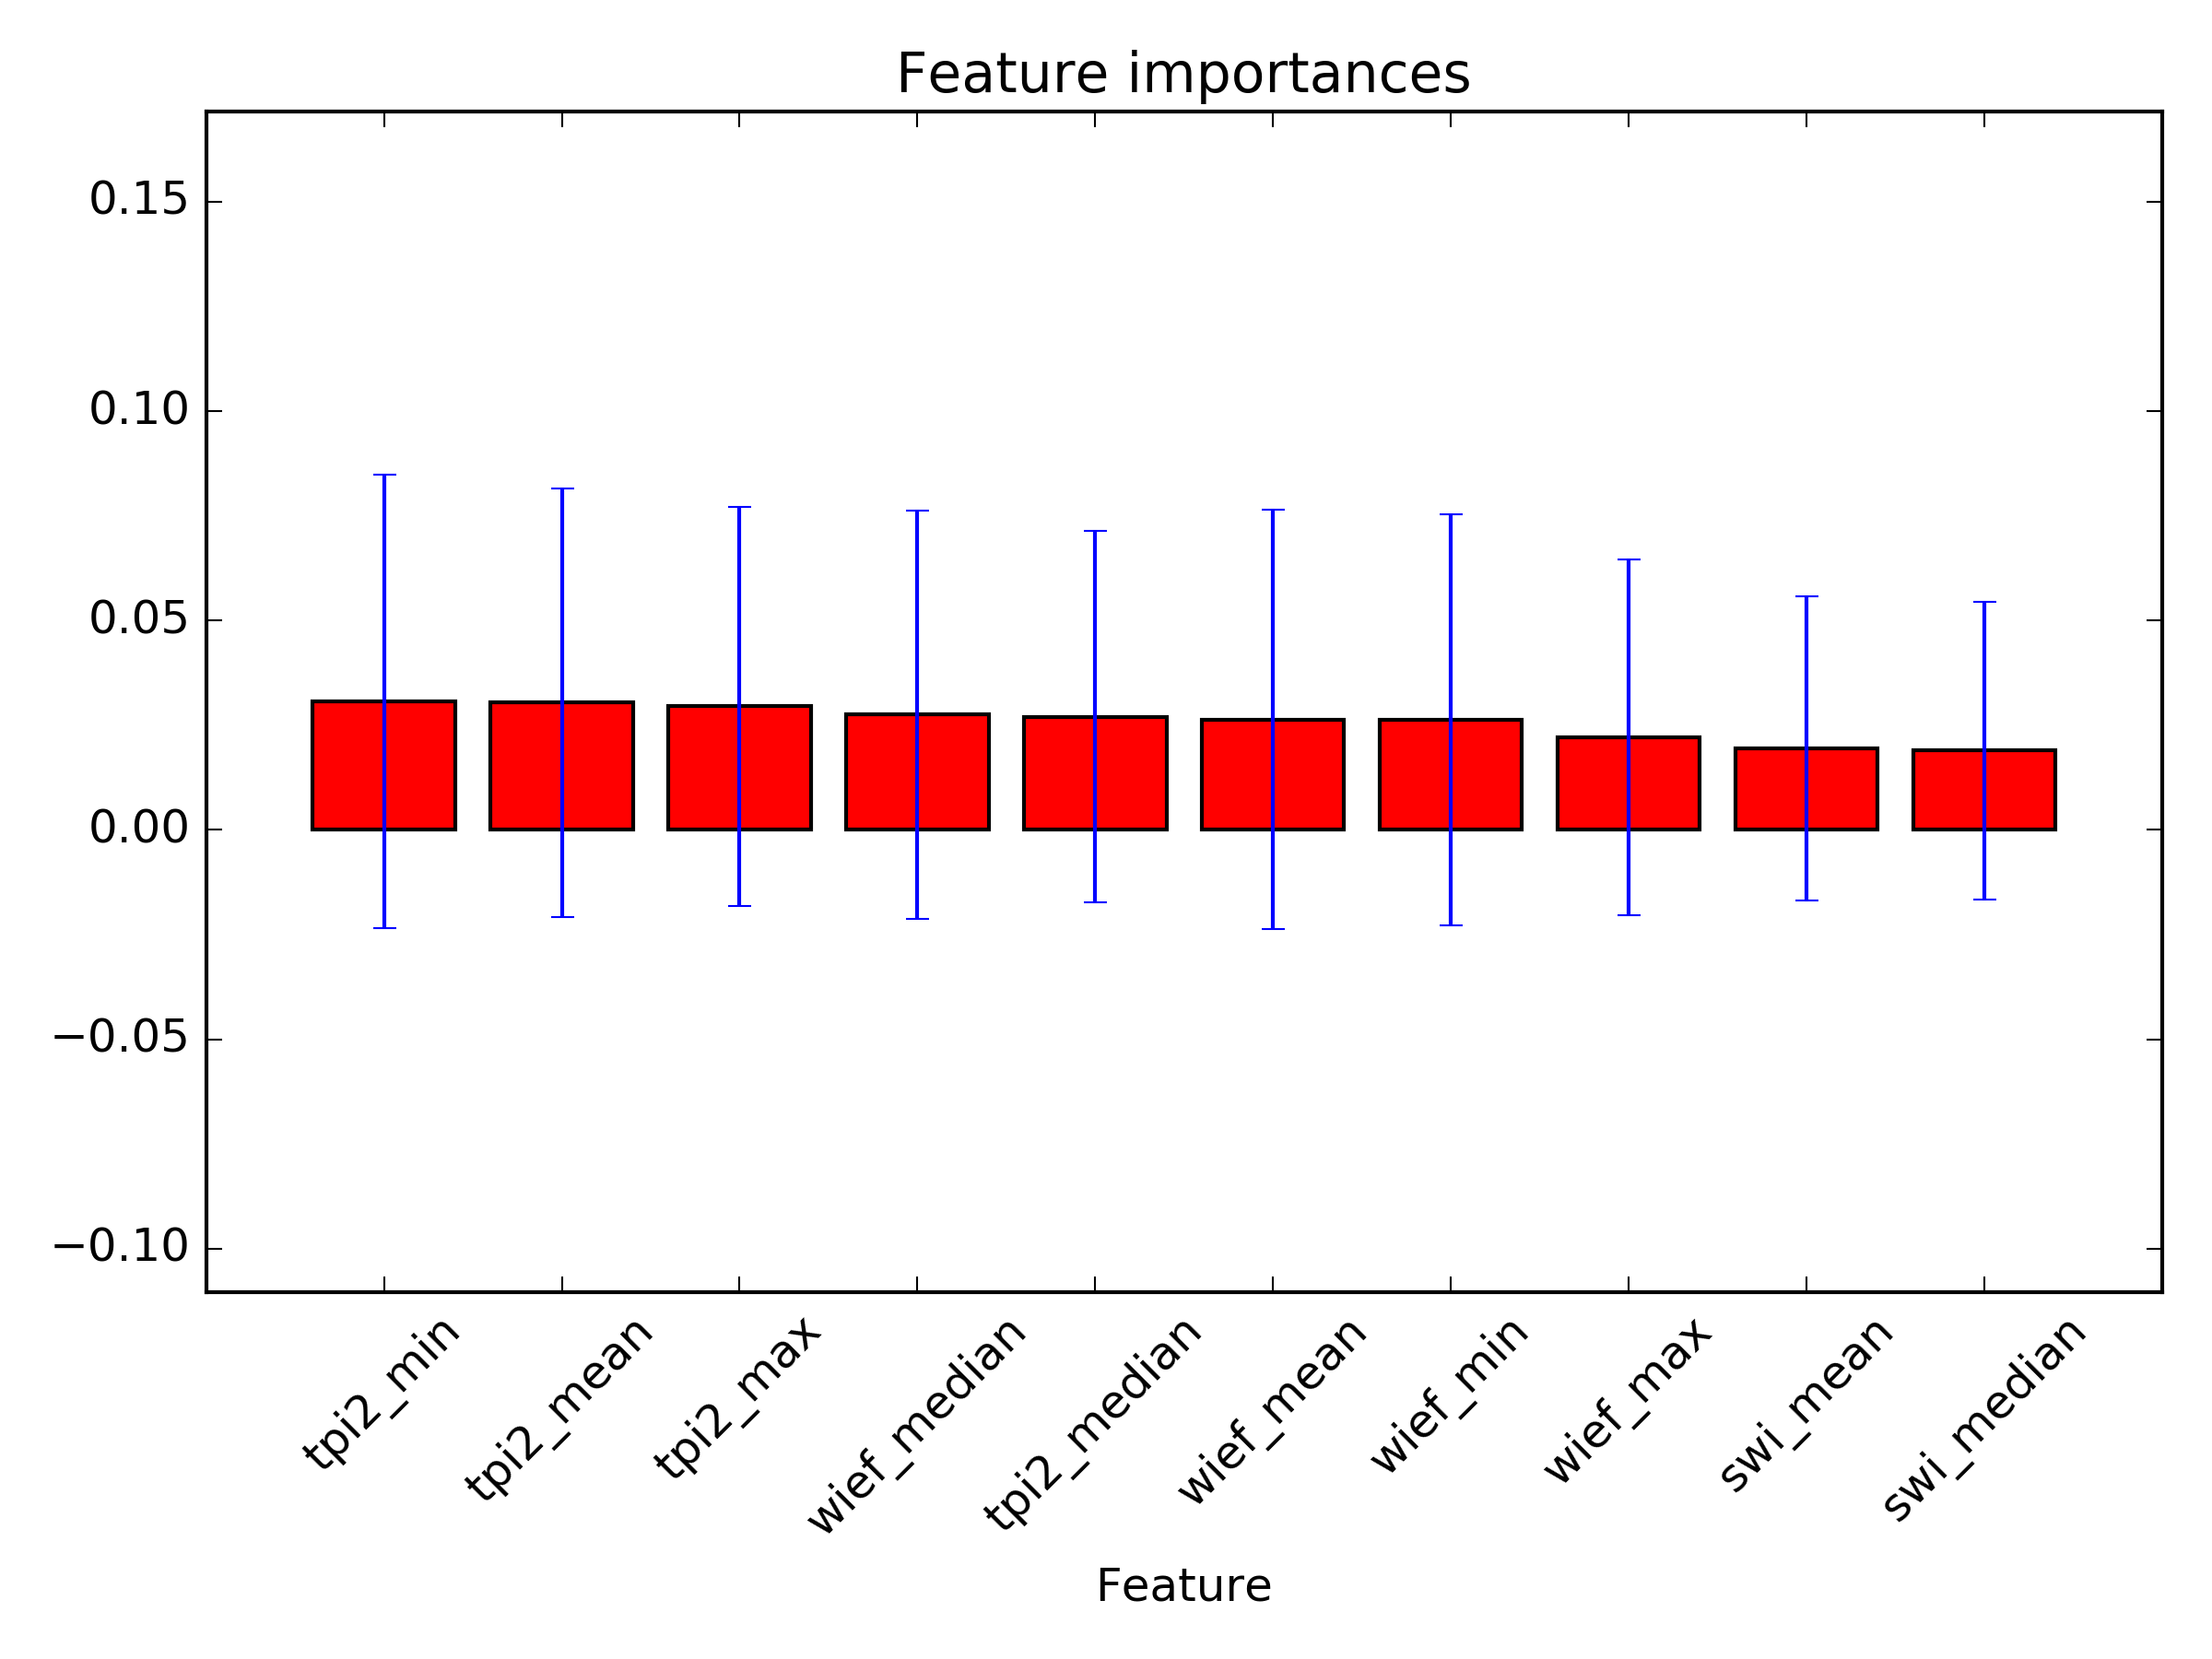 Feature importances
0.15
0.10
0.05
0.00
−0.05
−0.10
tpi2_min
tpi2_mean
tpi2_max
wief_median
tpi2_median
wief_mean
wief_min
wief_max
swi_mean
swi_median
Feature